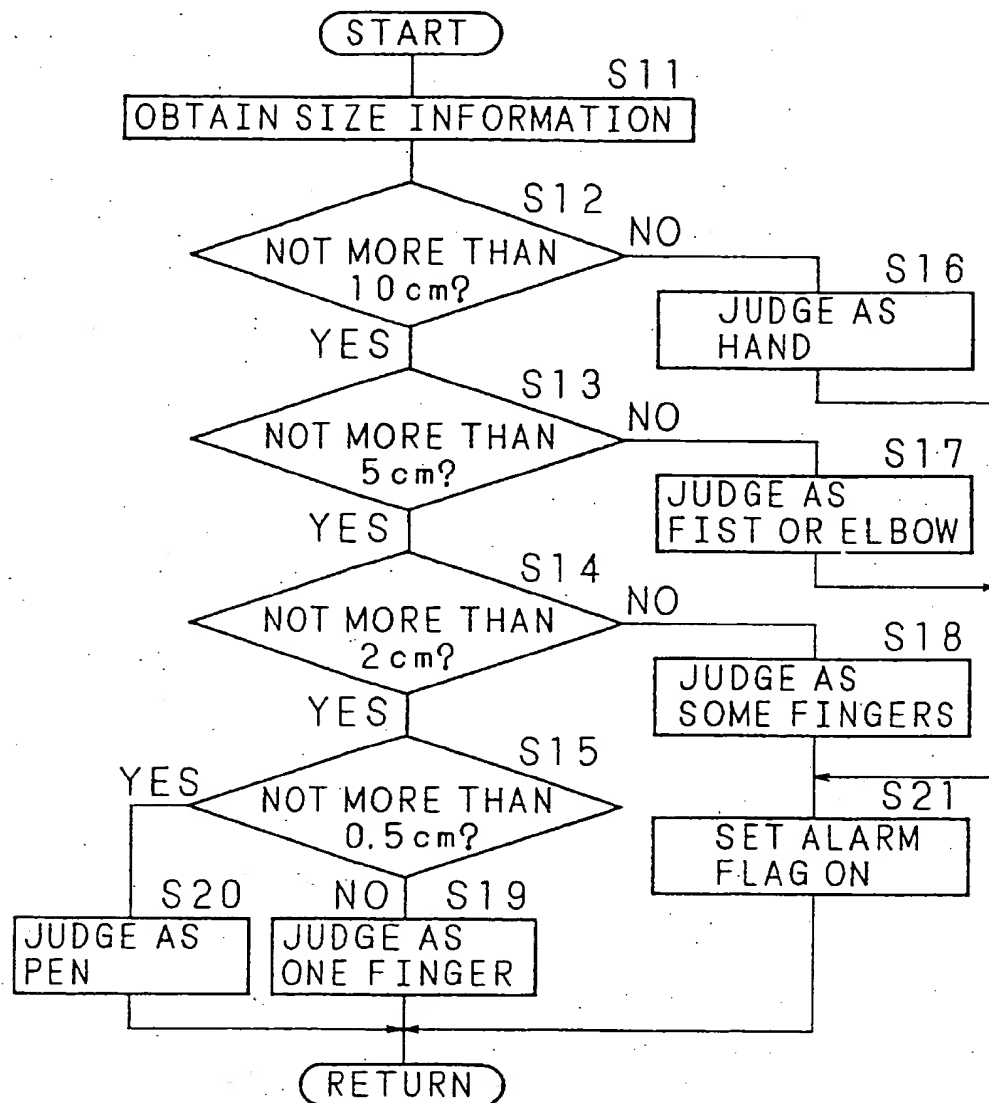 START
S11
OBTAIN SIZE INFORMATION
S12
NOT MORE THAN
10cm?
NO
YES
S16
JUDGE AS
HAND
S13
NOT MORE THAN
5cm?
NO
YES
S17
JUDGE AS
FIST OR ELBOW
S14
NOT MORE THAN
2cm?
NO
YES
S18
JUDGE AS
SOME FINGERS
S15
NOT MORE THAN
0.5cm?
YES
NO
S21
SET ALARM
FLAG ON
S20
JUDGE AS
PEN
S19
JUDGE AS
ONE FINGER
RETURN